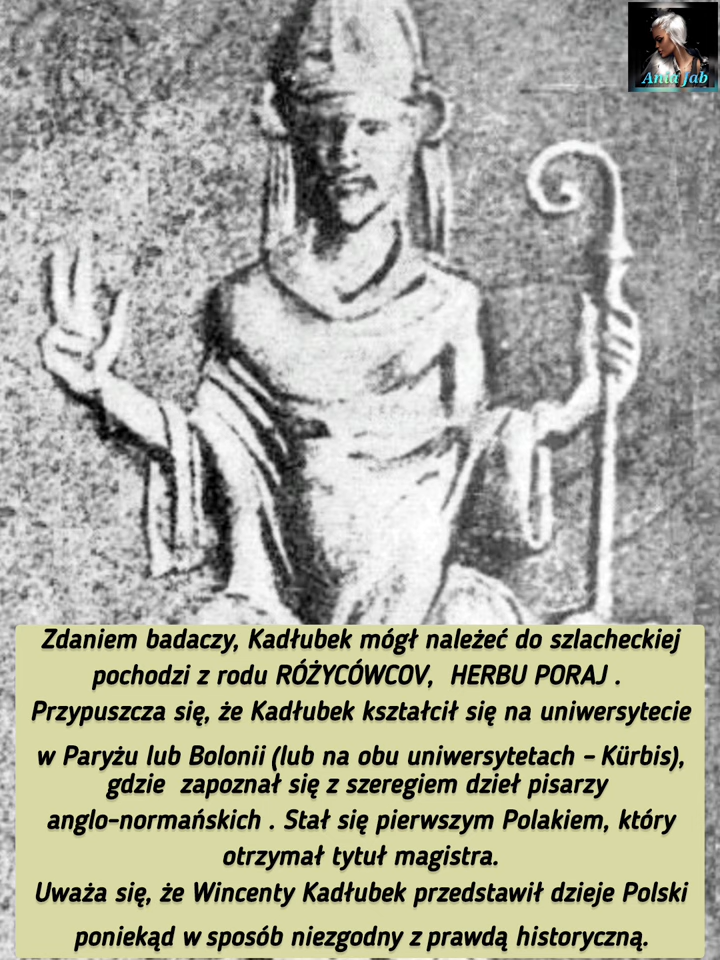 Ania Jab
Zdaniem badaczy, Kadłubek mógł należeć do szlacheckiej
pochodzi z rodu RÓŻYCÓWCOV, HERBU PORAJ .
Przypuszcza się, że Kadłubek kształcił się na uniwersytecie
w Paryżu lub Bolonii (lub na obu uniwersytetach – Kürbis),
gdzie zapoznał się z szeregiem dzieł pisarzy
anglo-normańskich . Stał się pierwszym Polakiem, który
otrzymał tytuł magistra.
Uważa się, że Wincenty Kadłubek przedstawił dzieje Polski
poniekąd w sposób niezgodny z prawdą historyczną.